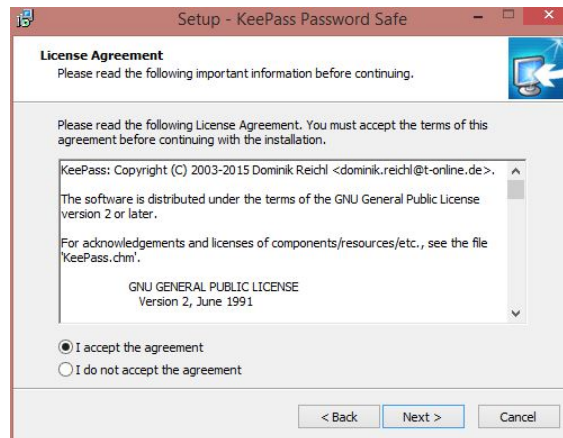 Setup - KeePass Password Safe
License Agreement
Please read the following important information before continuing.
Please read the following License Agreement. You must accept the terms of this
agreement before continuing with the installation.
KeePass: Copyright (C) 2003-2015 Dominik Reichl <dominik.reichl@t-online.de>.
The software is distributed under the terms of the GNU General Public License
version 2 or later.
For acknowledgements and licenses of components/resources/etc., see the file
'KeePass.chm'.
GNU GENERAL PUBLIC LICENSE
Version 2, June 1991
I accept the agreement
I do not accept the agreement
< Back
Next >
Cancel